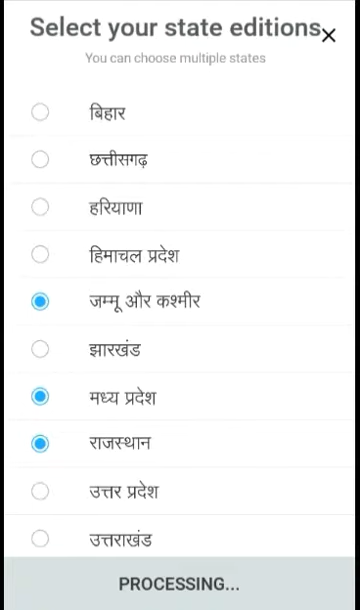 Select your state editions
You can choose multiple states
बिहार
छत्तीसगढ़
हरियाणा
हिमाचल प्रदेश
जम्मू और कश्मीर
झारखंड
मध्य प्रदेश
राजस्थान
उत्तर प्रदेश
उत्तराखंड
PROCESSING...